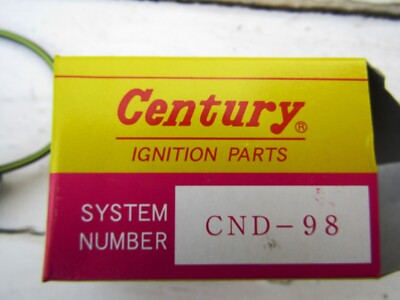 Century®
IGNITION PARTS
SYSTEM
NUMBER
CND-98